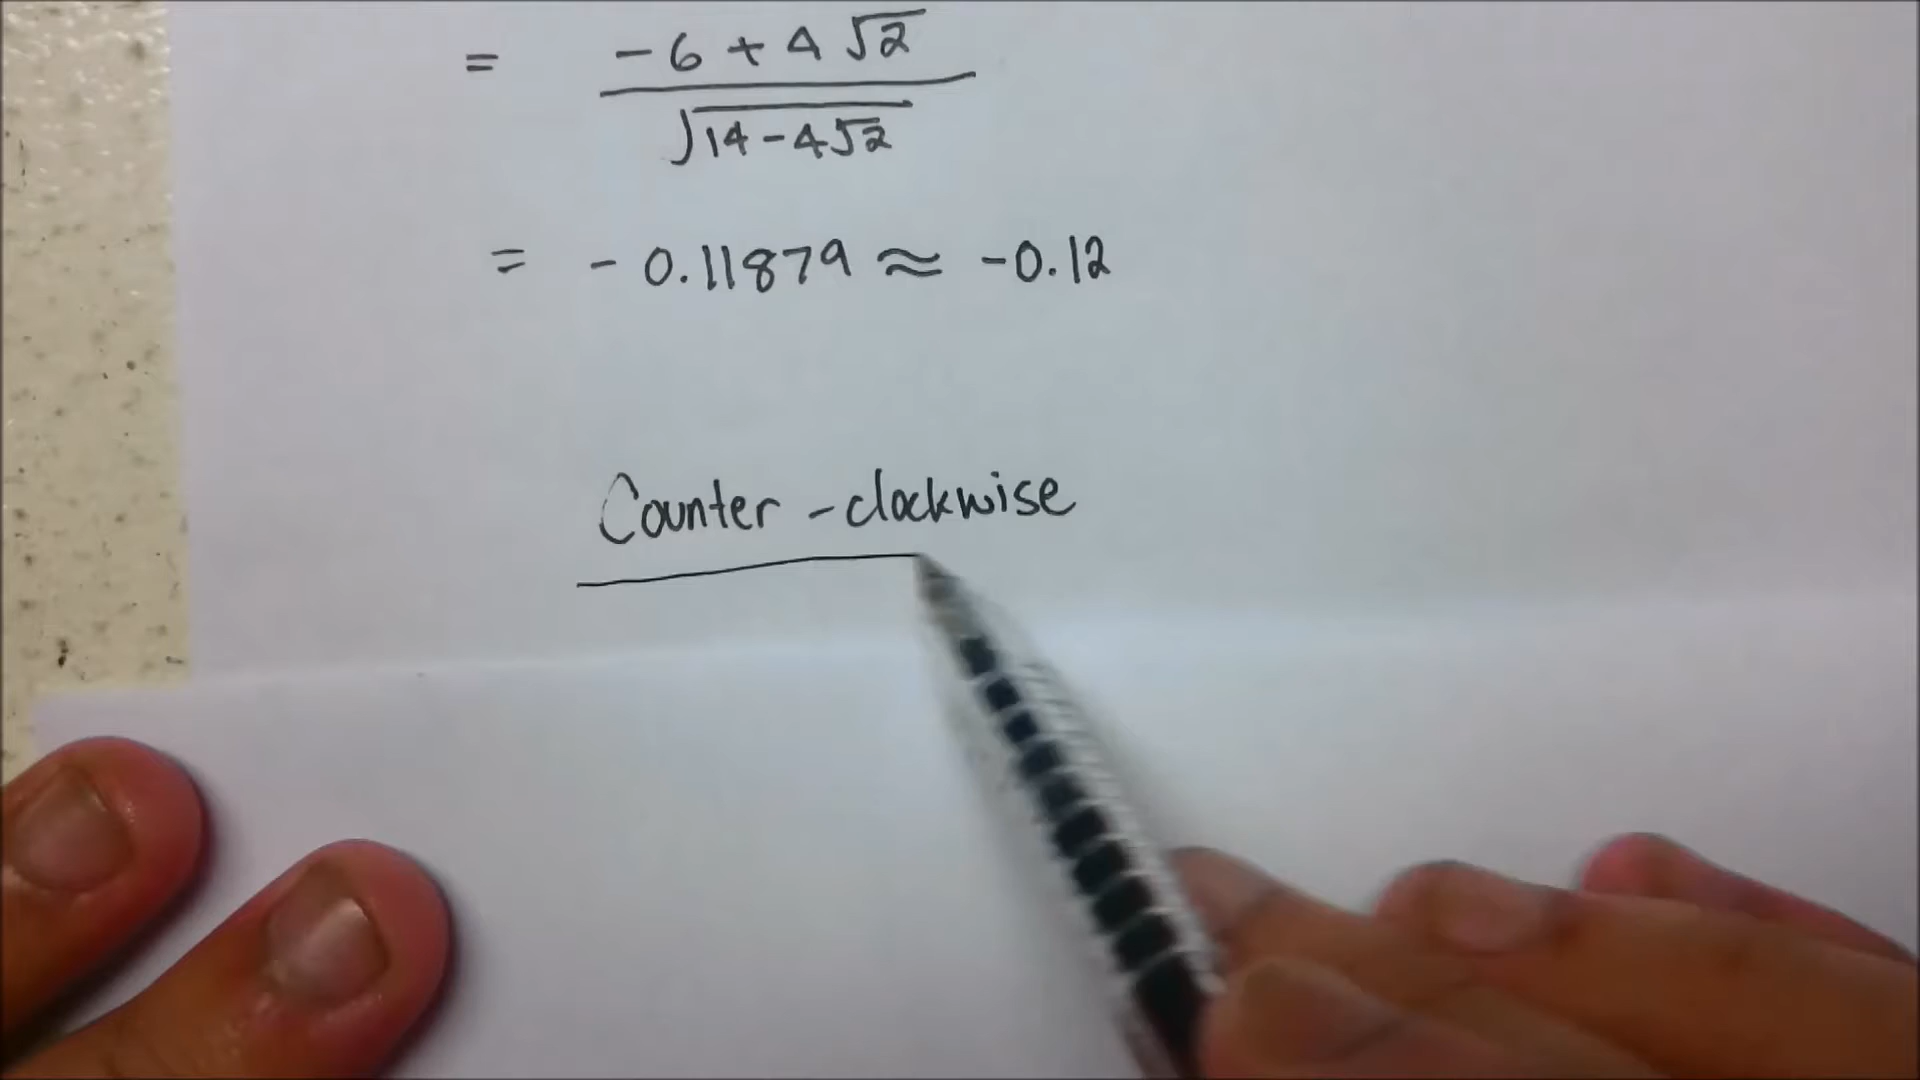 = -6 + 4√2
√14-4√2
= -0.11879 ≈ -0.12
Counter-clockwise